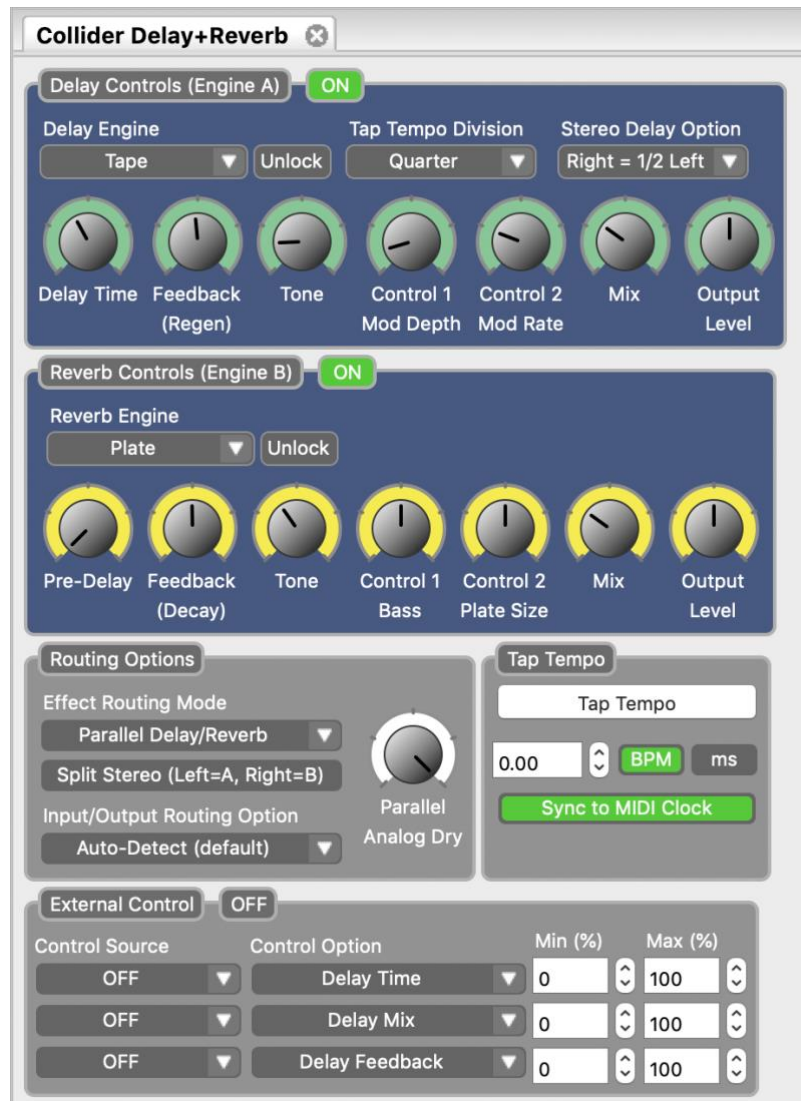 Collider Delay+Reverb
Delay Controls (Engine A) ON
Delay Engine Tap Tempo Division Stereo Delay Option
Tape Unlock Quarter Right = 1/2 Left
Delay Time Feedback Tone Control 1 Control 2 Mix Output
(Regen) Mod Depth Mod Rate Level
Reverb Controls (Engine B) ON
Reverb Engine
Plate Unlock
Pre-Delay Feedback Tone Control 1 Control 2 Mix Output
(Decay) Bass Plate Size Level
Routing Options
Effect Routing Mode
Parallel Delay/Reverb
Split Stereo (Left=A, Right=B)
Input/Output Routing Option
Auto-Detect (default)
Parallel
Analog Dry
Tap Tempo
Tap Tempo
0.00 BPM ms
Sync to MIDI Clock
External Control OFF
Control Source Control Option Min (%) Max (%)
OFF Delay Time 0 100
OFF Delay Mix 0 100
OFF Delay Feedback 0 100